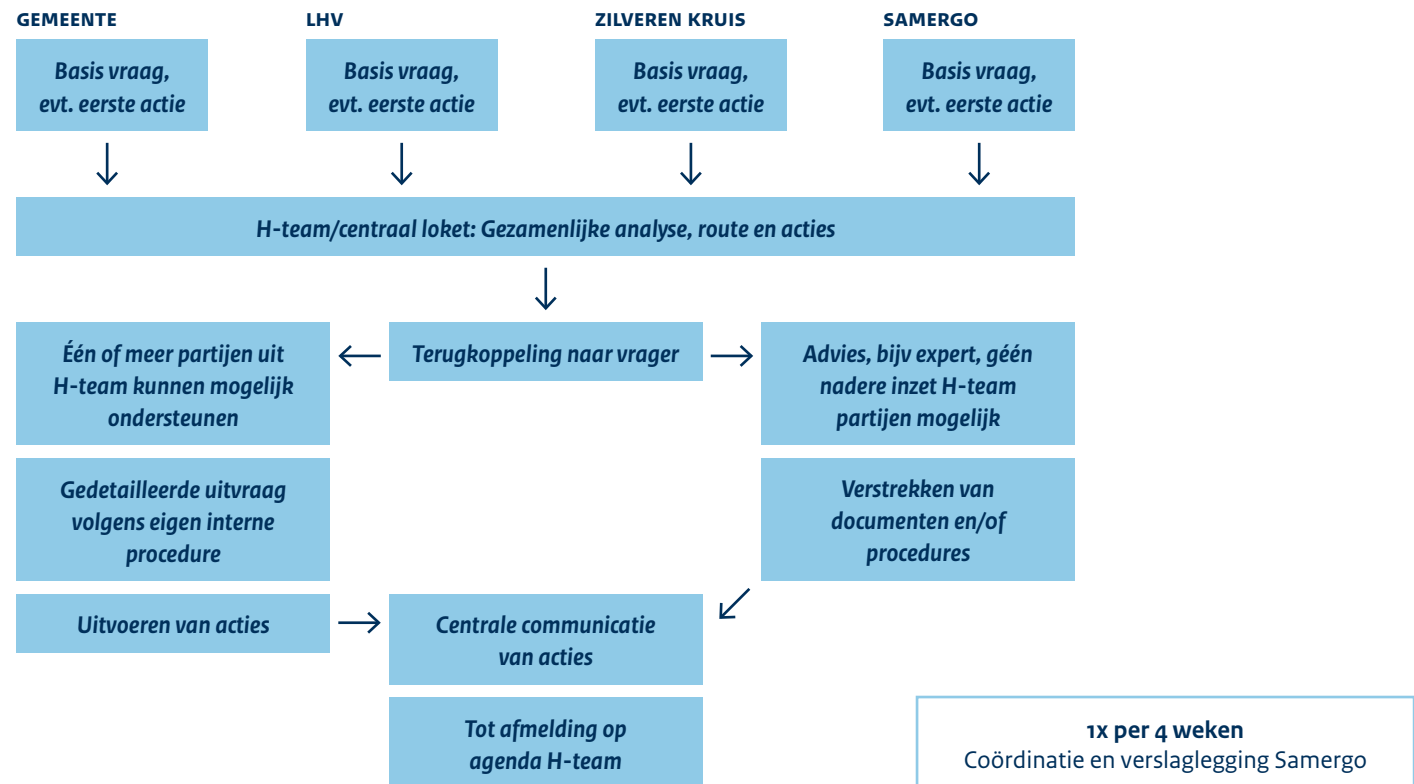 GEMEENTE
LHV
ZILVEREN KRUIS
SAMERGO
Basis vraag,
evt. eerste actie
Basis vraag,
evt. eerste actie
Basis vraag,
evt. eerste actie
Basis vraag,
evt. eerste actie
H-team/centraal loket: Gezamenlijke analyse, route en acties
Één of meer partijen uit
H-team kunnen mogelijk
ondersteunen
Terugkoppeling naar vrager
Advies, bijv expert, géén
nadere inzet H-team
partijen mogelijk
Gedetailleerde uitvraag
volgens eigen interne
procedure
Verstrekken van
documenten en/of
procedures
Uitvoeren van acties
Centrale communicatie
van acties
Tot afmelding op
agenda H-team
1x per 4 weken
Coördinatie en verslaglegging Samergo